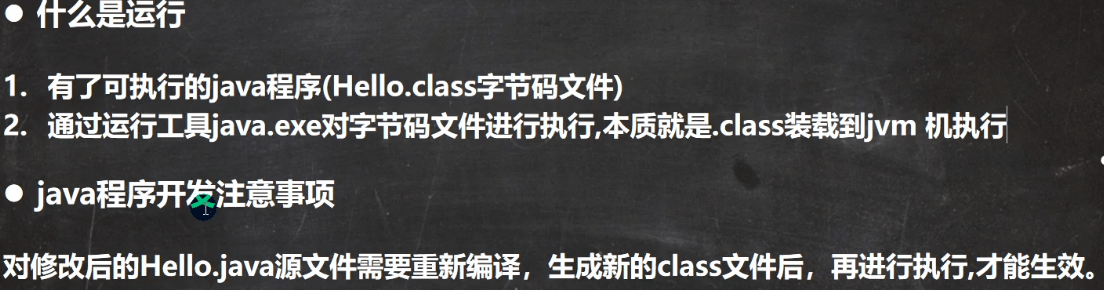 ● 什么是运行
1. 有了可执行的java程序(Hello.class字节码文件)
2. 通过运行工具java.exe对字节码文件进行执行,本质就是.class装载到jvm 机执行
● java程序开发注意事项
对修改后的Hello.java源文件需要重新编译，生成新的class文件后，再进行执行,才能生效。